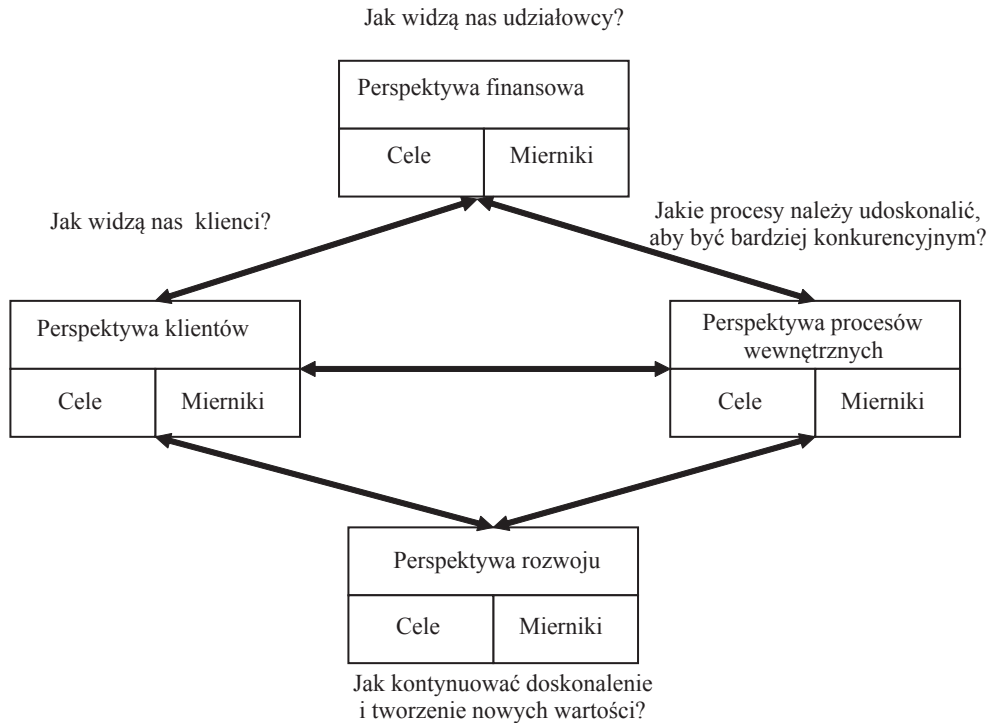 Jak widzą nas udziałowcy?
Perspektywa finansowa
Cele
Mierniki
Jak widzą nas klienci?
Jakie procesy należy udoskonalić,
aby być bardziej konkurencyjnym?
Perspektywa klientów
Cele
Mierniki
Perspektywa procesów
wewnętrznych
Cele
Mierniki
Perspektywa rozwoju
Cele
Mierniki
Jak kontynuować doskonalenie
i tworzenie nowych wartości?